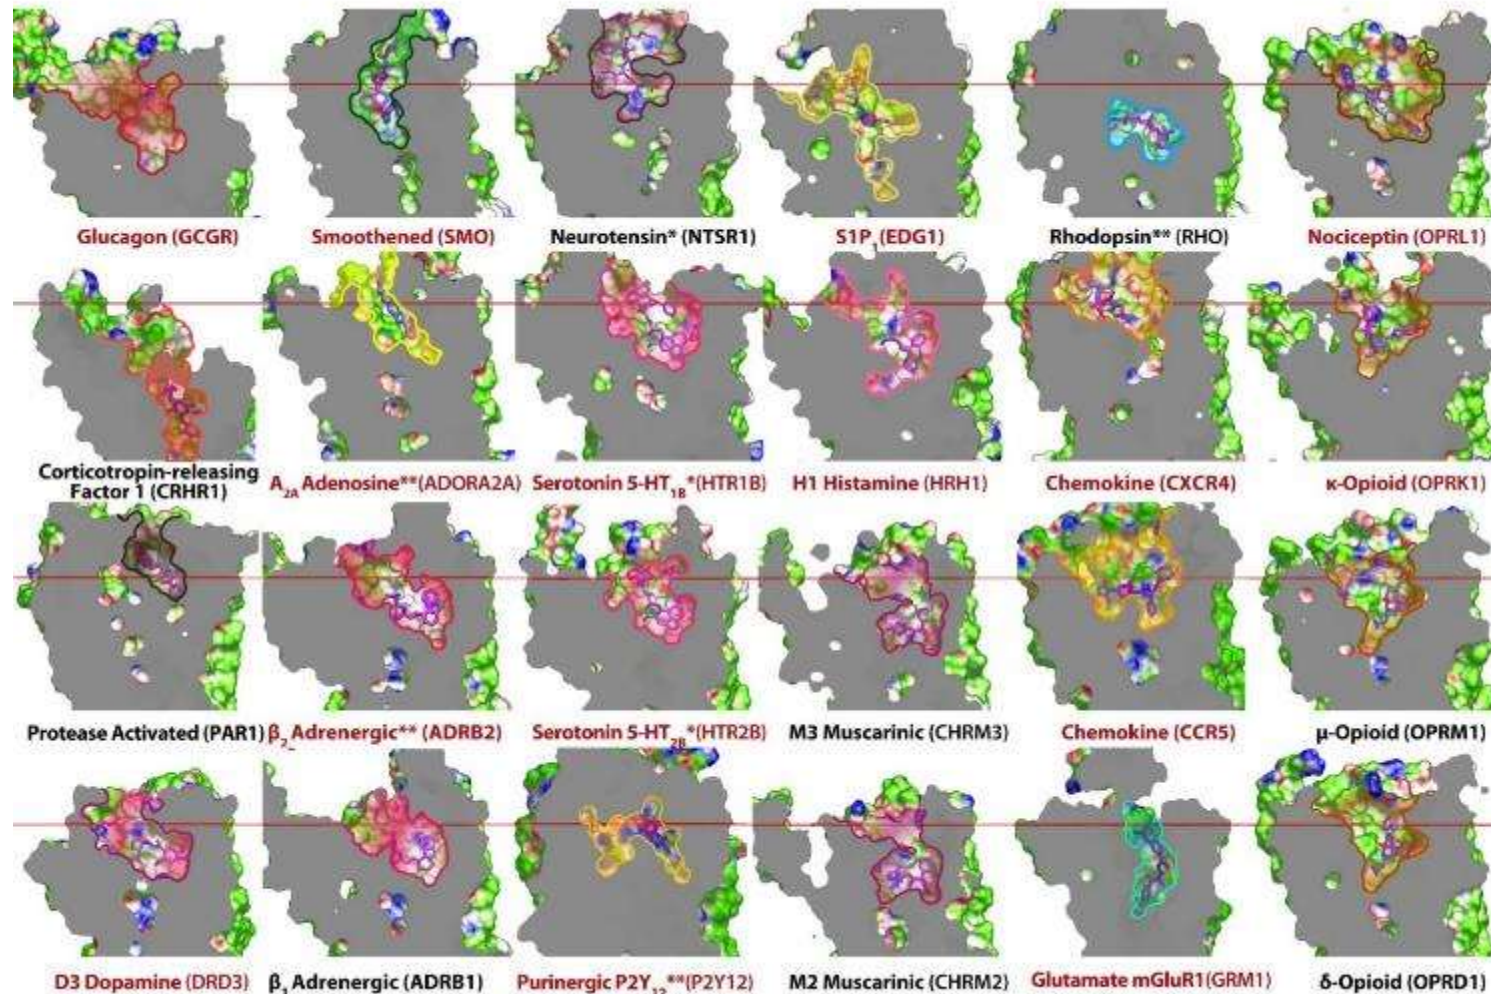 Glucagon (GCGR)
Smoothened (SMO)
Neurotensin* (NTSR1)
S1P1(EDG1)
Rhodopsin** (RHO)
Nociceptin (OPRL1)
Corticotropin-releasing
Factor 1 (CRHR1)
A2A Adenosine**(ADORA2A)
Serotonin 5-HT1B*(HTR1B)
H1 Histamine (HRH1)
Chemokine (CXCR4)
κ-Opioid (OPRK1)
Protease Activated (PAR1)
β2 Adrenergic** (ADRB2)
Serotonin 5-HT2B*(HTR2B)
M3 Muscarinic (CHRM3)
Chemokine (CCR5)
μ-Opioid (OPRM1)
D3 Dopamine (DRD3)
β1 Adrenergic (ADRB1)
Purinergic P2Y12**(P2Y12)
M2 Muscarinic (CHRM2)
Glutamate mGluR1(GRM1)
δ-Opioid (OPRD1)